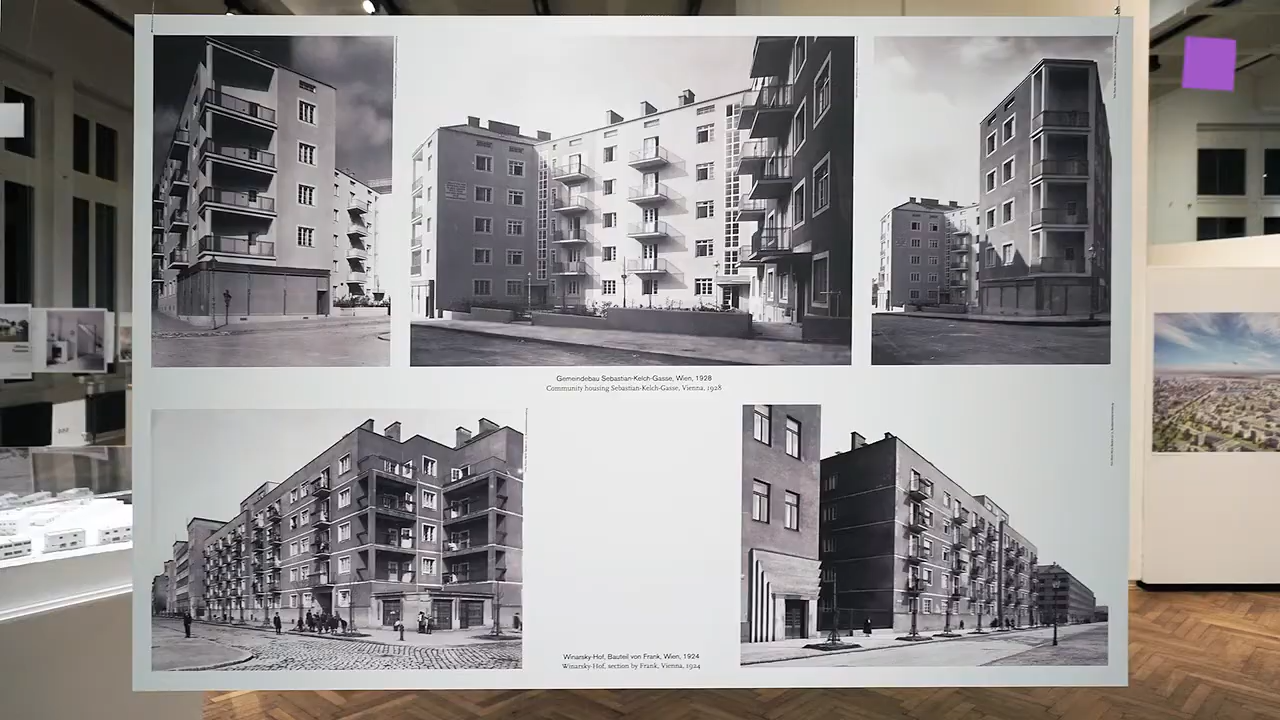 Gemeindebau Sebastian-Kelch-Gasse, Wien, 1928
Community housing Sebastian-Kelch-Gasse, Vienna, 1928
Winarsky-Hof, Bauteil von Frank, Wien, 1924
Winarsky-Hof, section by Frank, Vienna, 1924